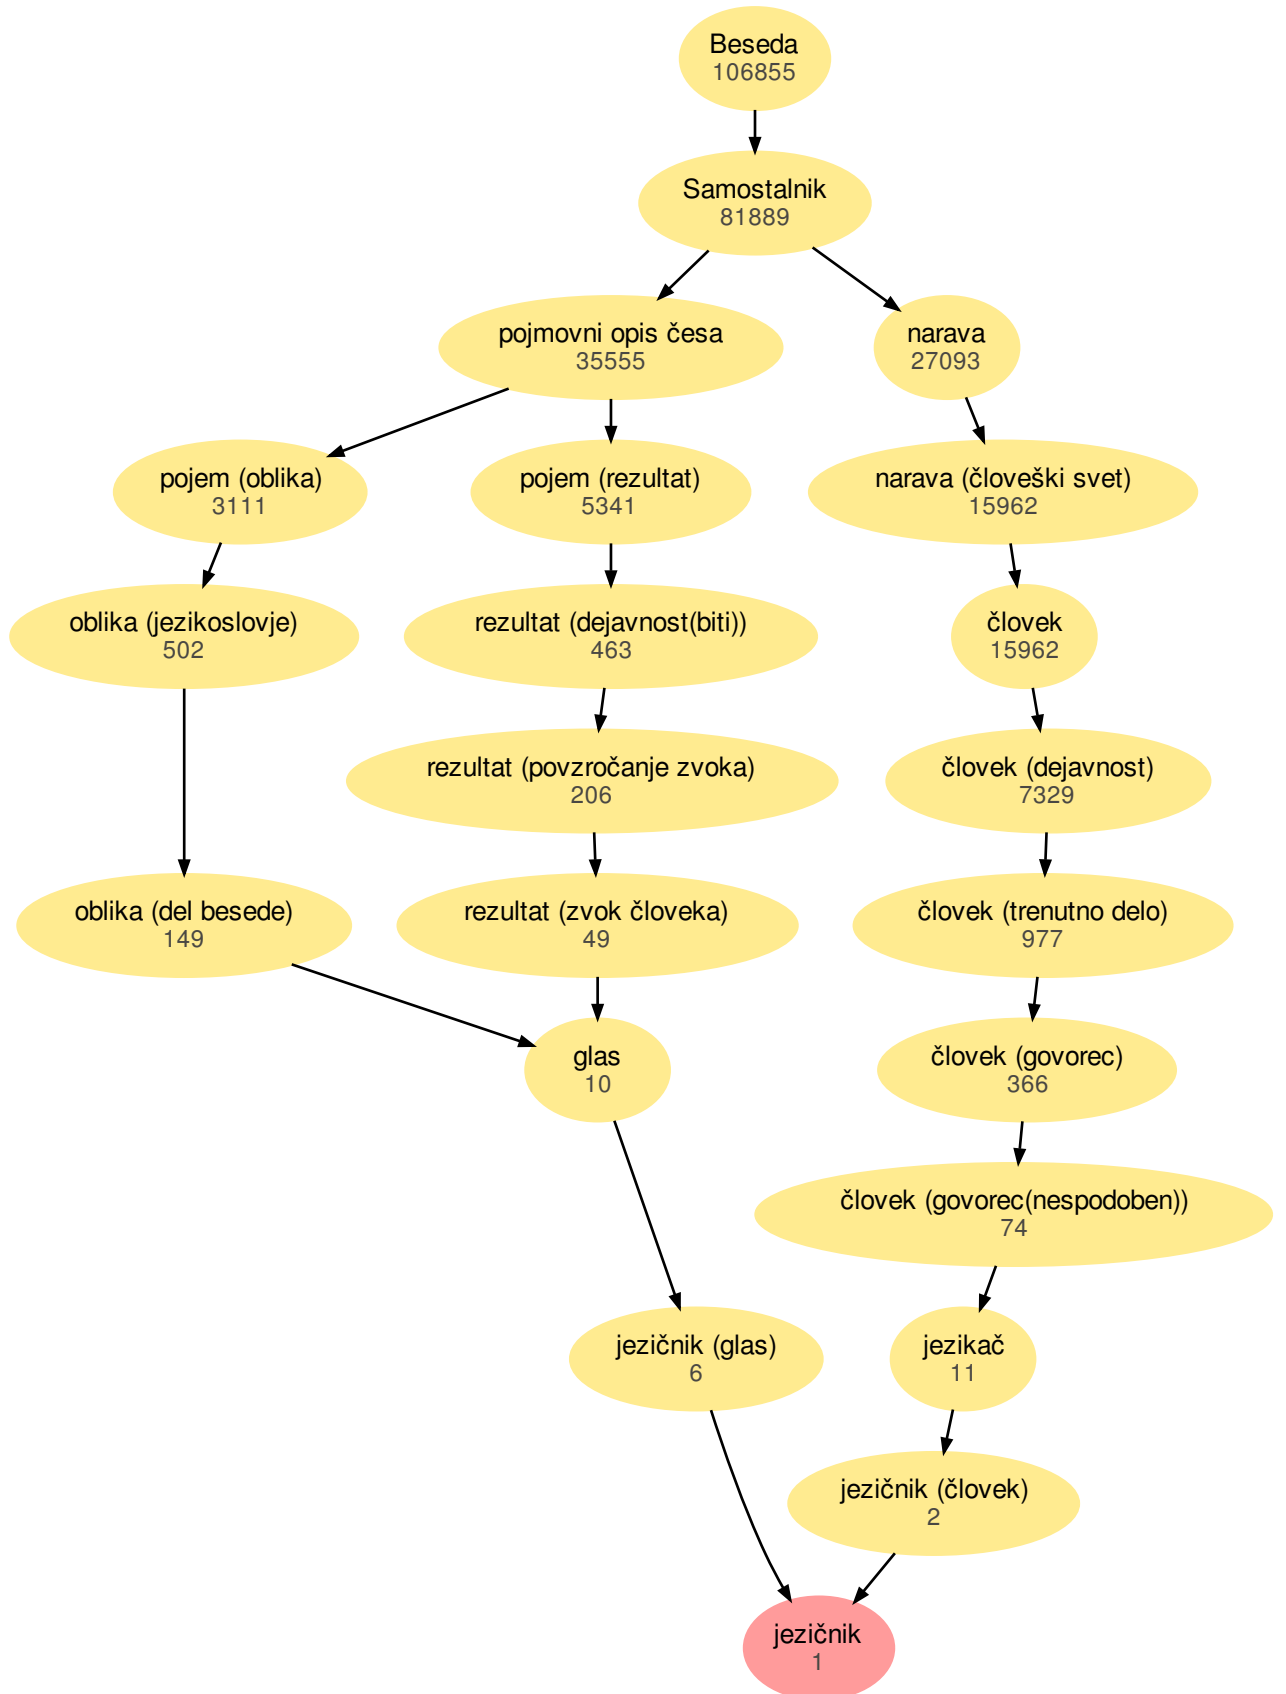 Beseda
106855
Samostalnik
81889
pojmovni opis česa
35555
narava
27093
pojem (oblika)
3111
pojem (rezultat)
5341
narava (človeški svet)
15962
oblika (jezikoslovje)
502
rezultat (dejavnost(biti))
463
človek
15962
rezultat (povzročanje zvoka)
206
človek (dejavnost)
7329
oblika (del besede)
149
rezultat (zvok človeka)
49
človek (trenutno delo)
977
glas
10
človek (govorec)
366
človek (govorec(nespodoben))
74
jezičnik (glas)
6
jezikač
11
jezičnik (človek)
2
jezičnik
1